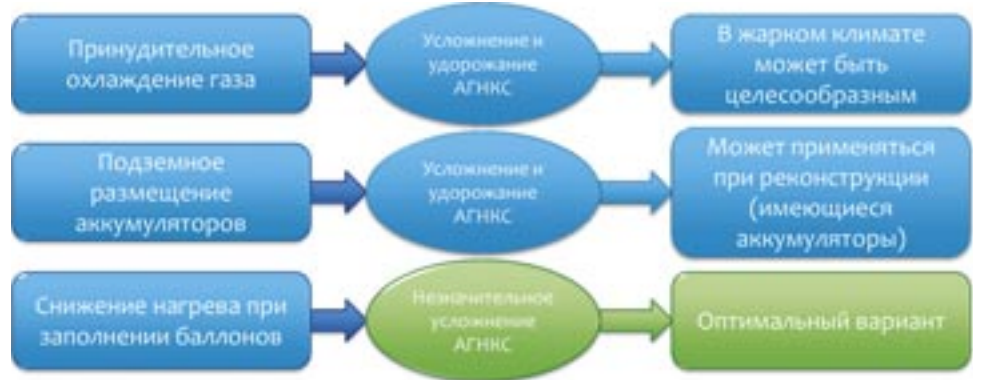 Принудительное
охлаждение газа
Усложнение и
удорожание
АГНКС
В жарком климате
может быть
целесообразным
Подземное
размещение
аккумуляторов
Усложнение и
удорожание
АГНКС
Может применяться
при реконструкции
(имеющиеся
аккумуляторы)
Снижение нагрева при
заполнении баллонов
Незначительное
усложнение
АГНКС
Оптимальный вариант